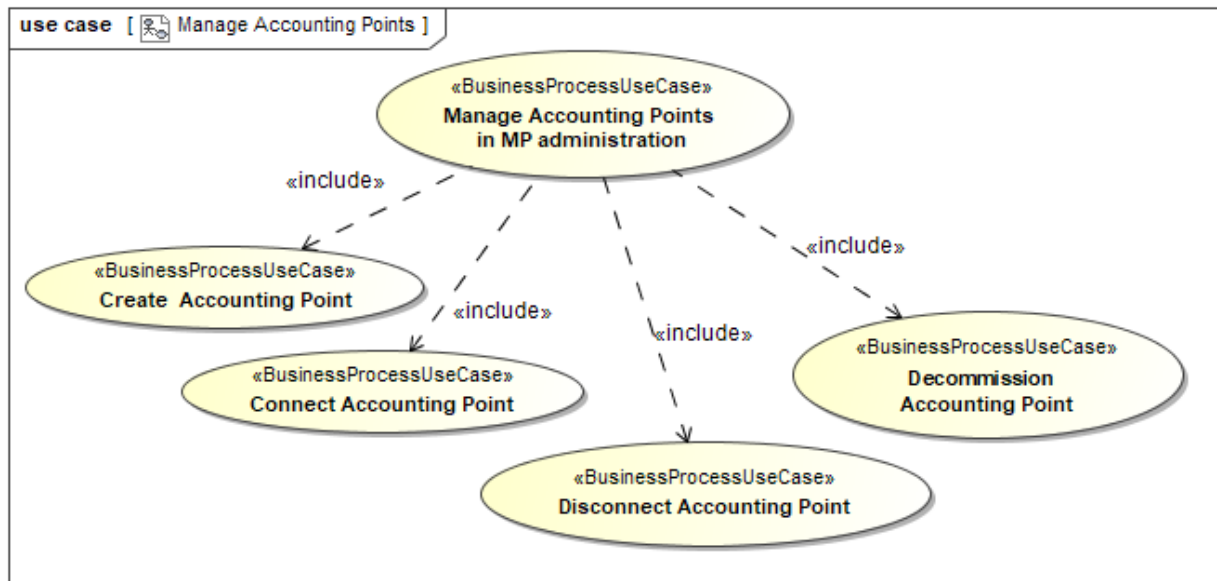 use case [ Manage Accounting Points ]
«BusinessProcessUseCase»
Manage Accounting Points
in MP administration
«include»
«include»
«BusinessProcessUseCase»
Create Accounting Point
«include»
«include»
«BusinessProcessUseCase»
Decommission
Accounting Point
«BusinessProcessUseCase»
Connect Accounting Point
«BusinessProcessUseCase»
Disconnect Accounting Point